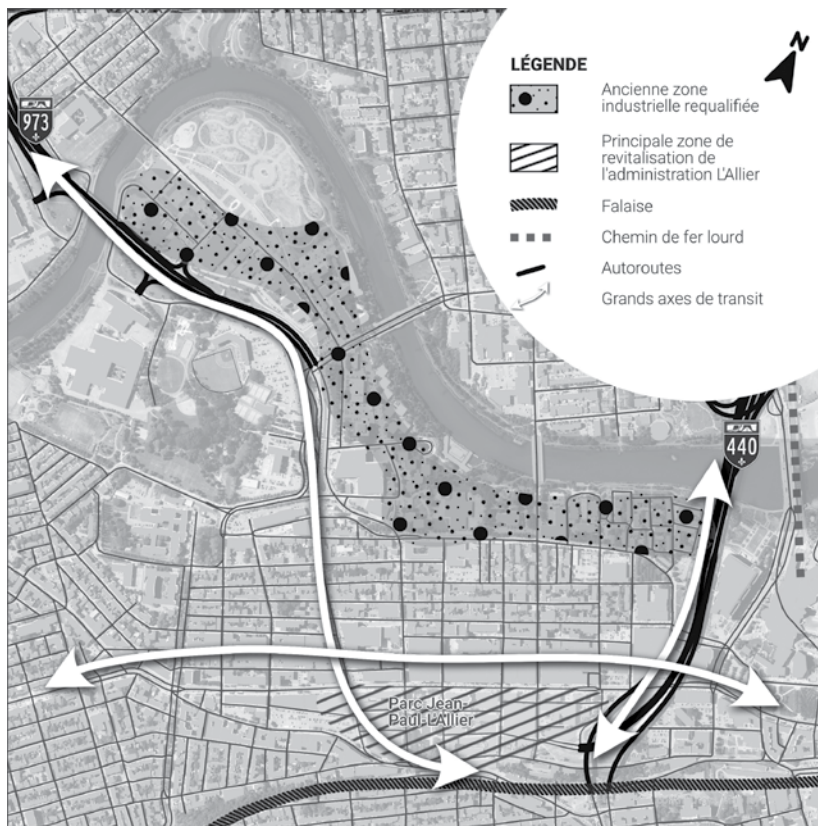 N
LÉGENDE
Ancienne zone
industrielle requalifiée
Principale zone de
revitalisation de
l'administration L'Allier
Falaise
Chemin de fer lourd
Autoroutes
Grands axes de transit
973
440
Parc Jean-
Paul-L'Allier